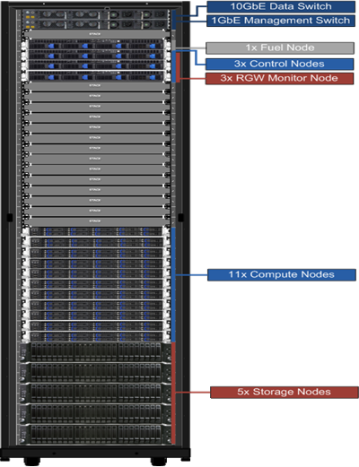 10GbE Data Switch
1GbE Management Switch
1x Fuel Node
3x Control Nodes
3x RGW Monitor Node
11x Compute Nodes
5x Storage Nodes